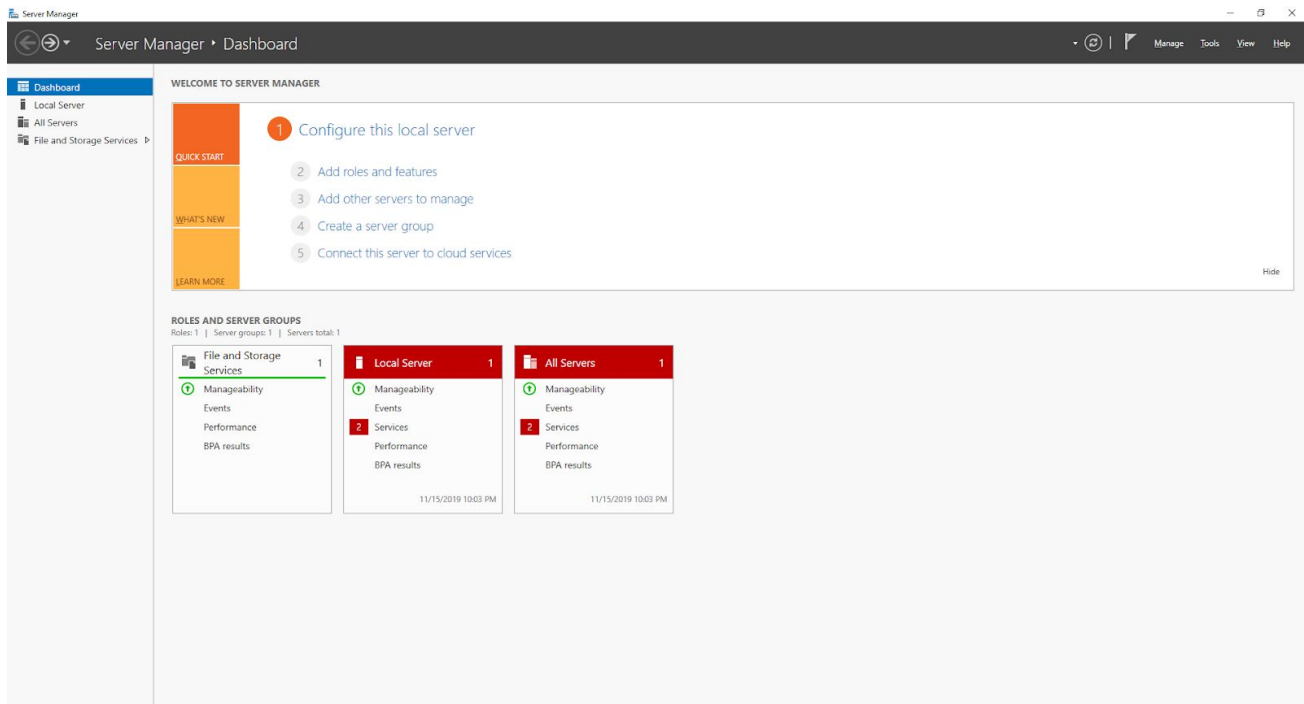 Server Manager
Server Manager • Dashboard
Manage Tools View Help
Dashboard
Local Server
All Servers
File and Storage Services
WELCOME TO SERVER MANAGER
QUICK START
WHAT'S NEW
LEARN MORE
1 Configure this local server
2 Add roles and features
3 Add other servers to manage
4 Create a server group
5 Connect this server to cloud services
Hide
ROLES AND SERVER GROUPS
Roles: 1 | Server groups: 1 | Servers total: 1
File and Storage
Services 1
Manageability
Events
Performance
BPA results
Local Server 1
Manageability
Events
2 Services
Performance
BPA results
11/15/2019 10:03 PM
All Servers 1
Manageability
Events
2 Services
Performance
BPA results
11/15/2019 10:03 PM